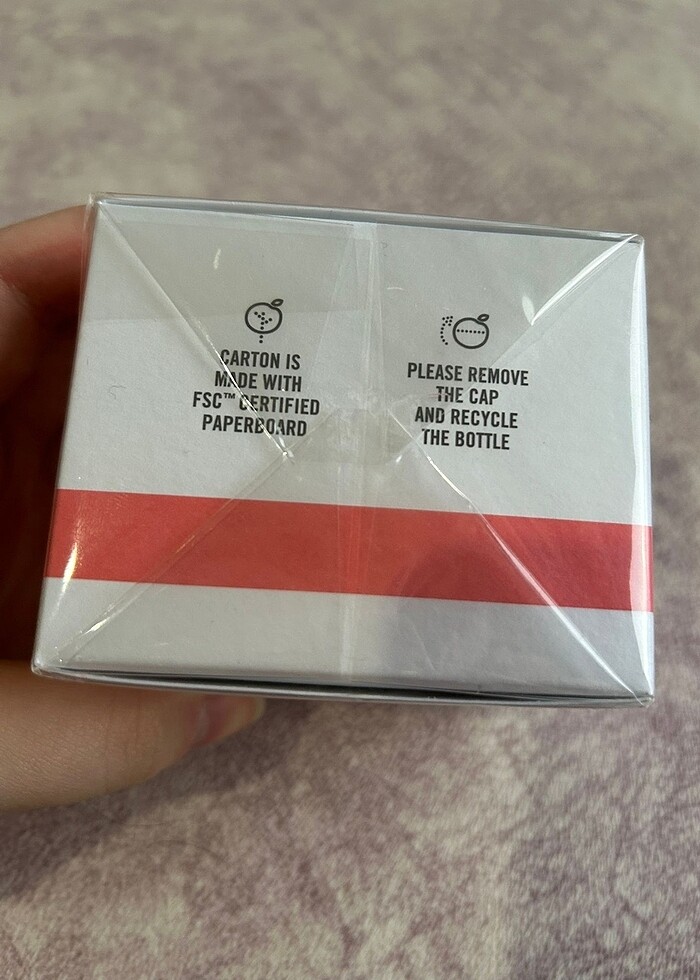 CARTON IS
MADE WITH
FSC™ CERTIFIED
PAPERBOARD
PLEASE REMOVE
THE CAP
AND RECYCLE
THE BOTTLE